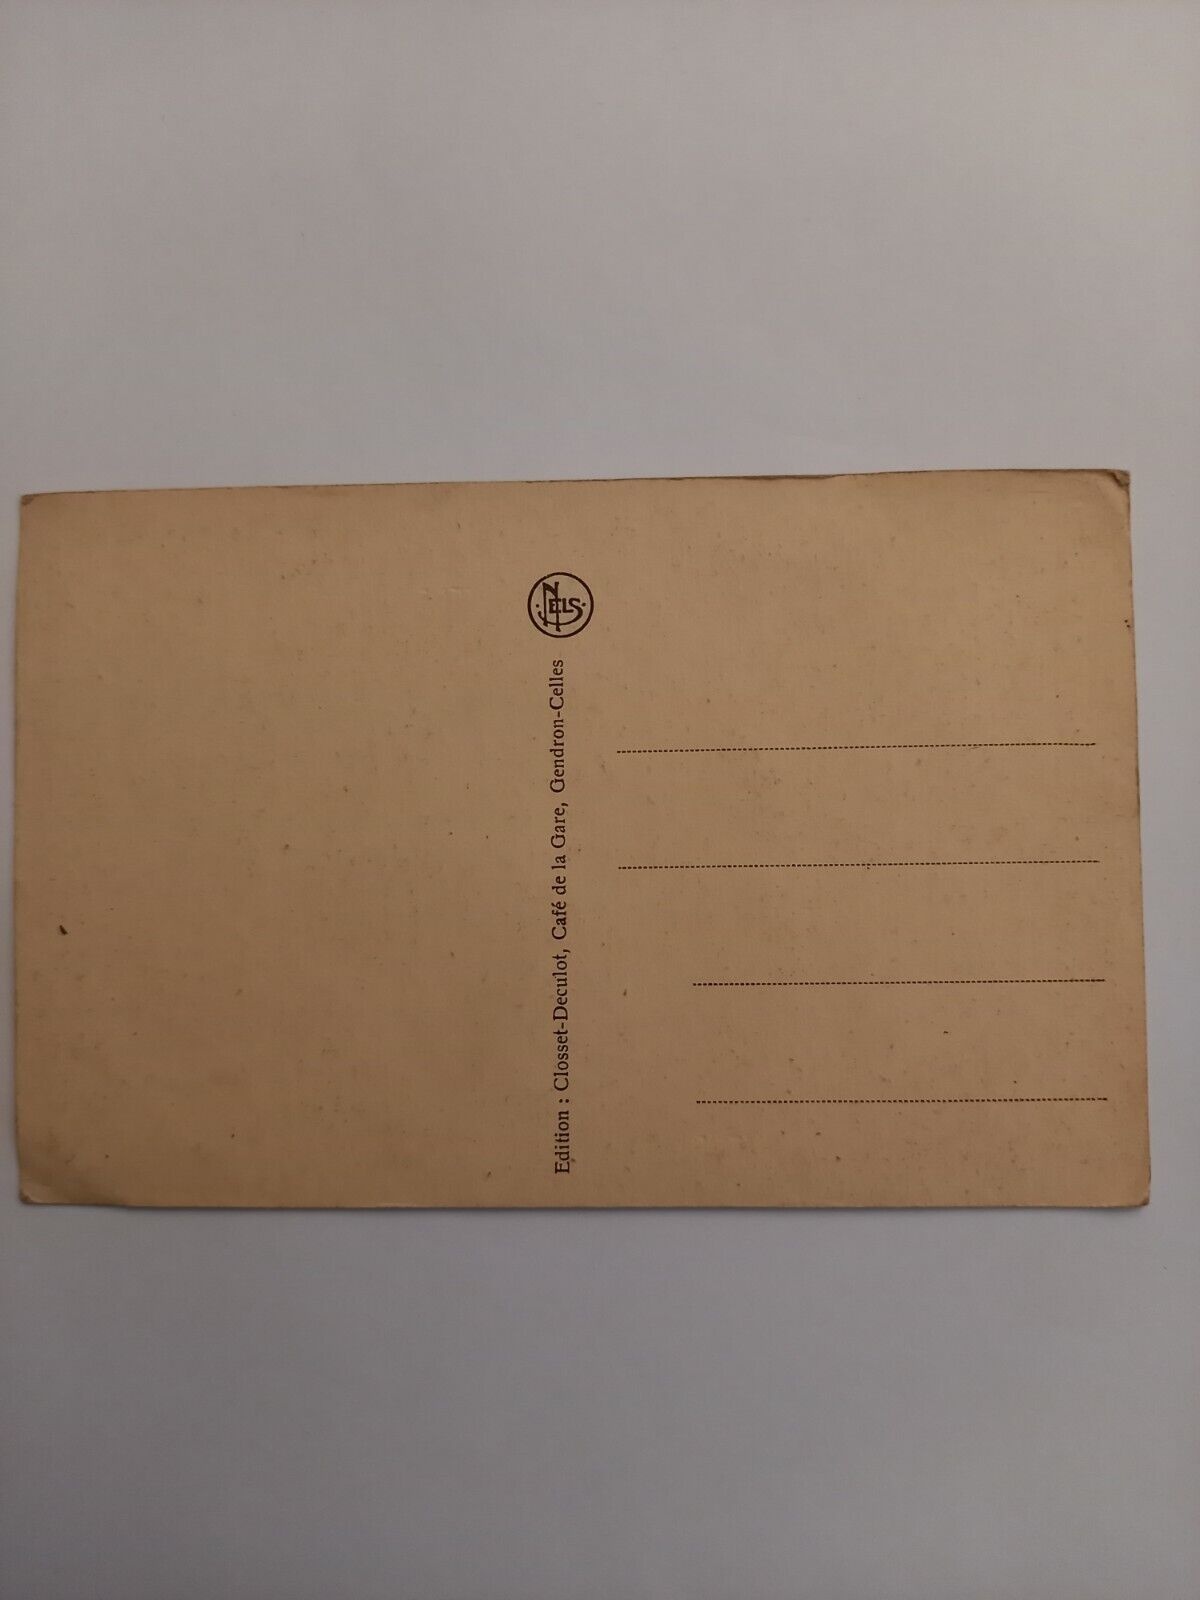 NELS
Edition : Closset-Deculot, Café de la Gare, Gendron-Celles